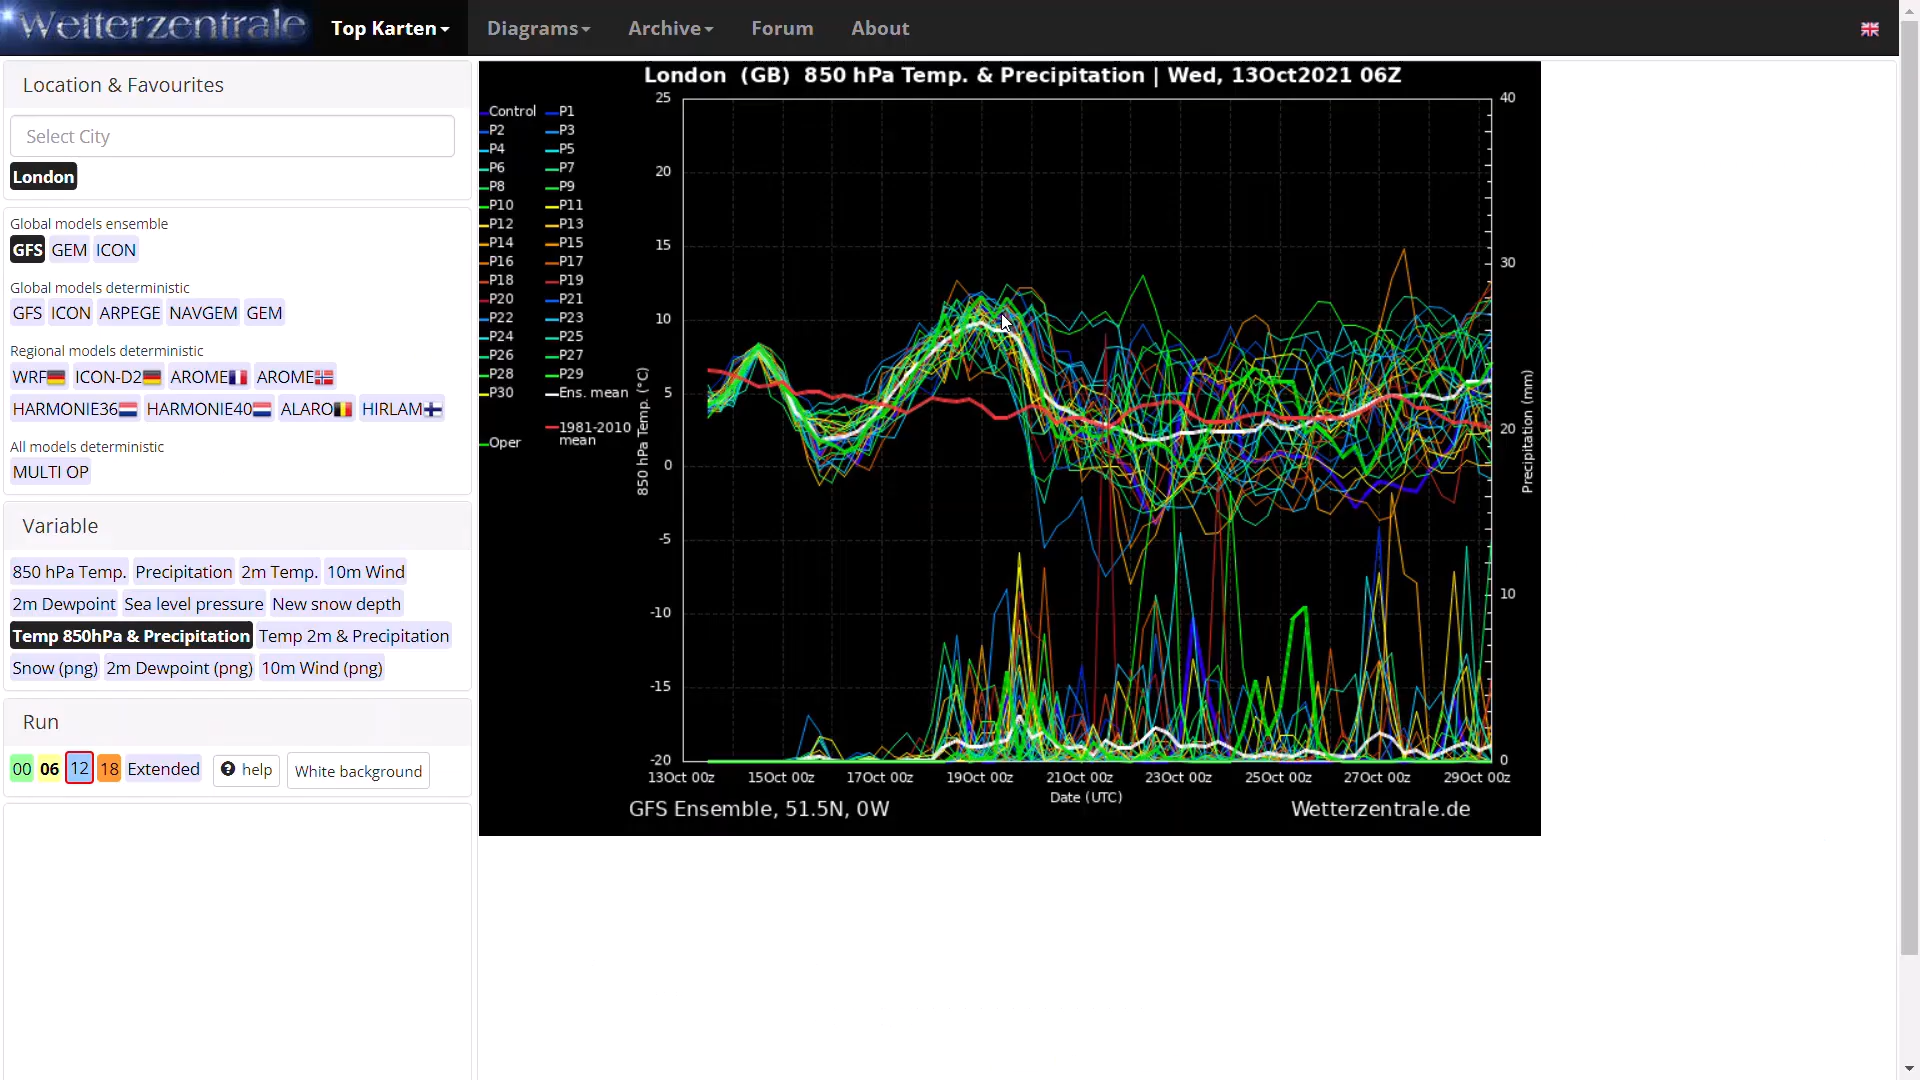 Wetterzentrale
Top Karten
Diagrams
Archive
Forum
About
Location & Favourites
Select City
London
Global models ensemble
GFS GEM ICON
Global models deterministic
GFS ICON ARPEGE NAVGEM GEM
Regional models deterministic
WRF ICON-D2 AROME AROME
HARMONIE36 HARMONIE40 ALARO HIRLAM
All models deterministic
MULTI OP
Variable
850 hPa Temp. Precipitation 2m Temp. 10m Wind
2m Dewpoint Sea level pressure New snow depth
Temp 850hPa & Precipitation Temp 2m & Precipitation
Snow (png) 2m Dewpoint (png) 10m Wind (png)
Run
00 06 12 18 Extended help White background
London (GB) 850 hPa Temp. & Precipitation | Wed, 13Oct2021 06Z
Control P1
P2 P3
P4 P5
P6 P7
P8 P9
P10 P11
P12 P13
P14 P15
P16 P17
P18 P19
P20 P21
P22 P23
P24 P25
P26 P27
P28 P29
P30 Ens. mean
1981-2010
mean
Oper
850 hPa Temp. (°C)
25
20
15
10
5
0
-5
-10
-15
-20
40
30
20
10
0
Precipitation (mm)
13Oct 00z 15Oct 00z 17Oct 00z 19Oct 00z 21Oct 00z 23Oct 00z 25Oct 00z 27Oct 00z 29Oct 00z
Date (UTC)
GFS Ensemble, 51.5N, 0W
Wetterzentrale.de